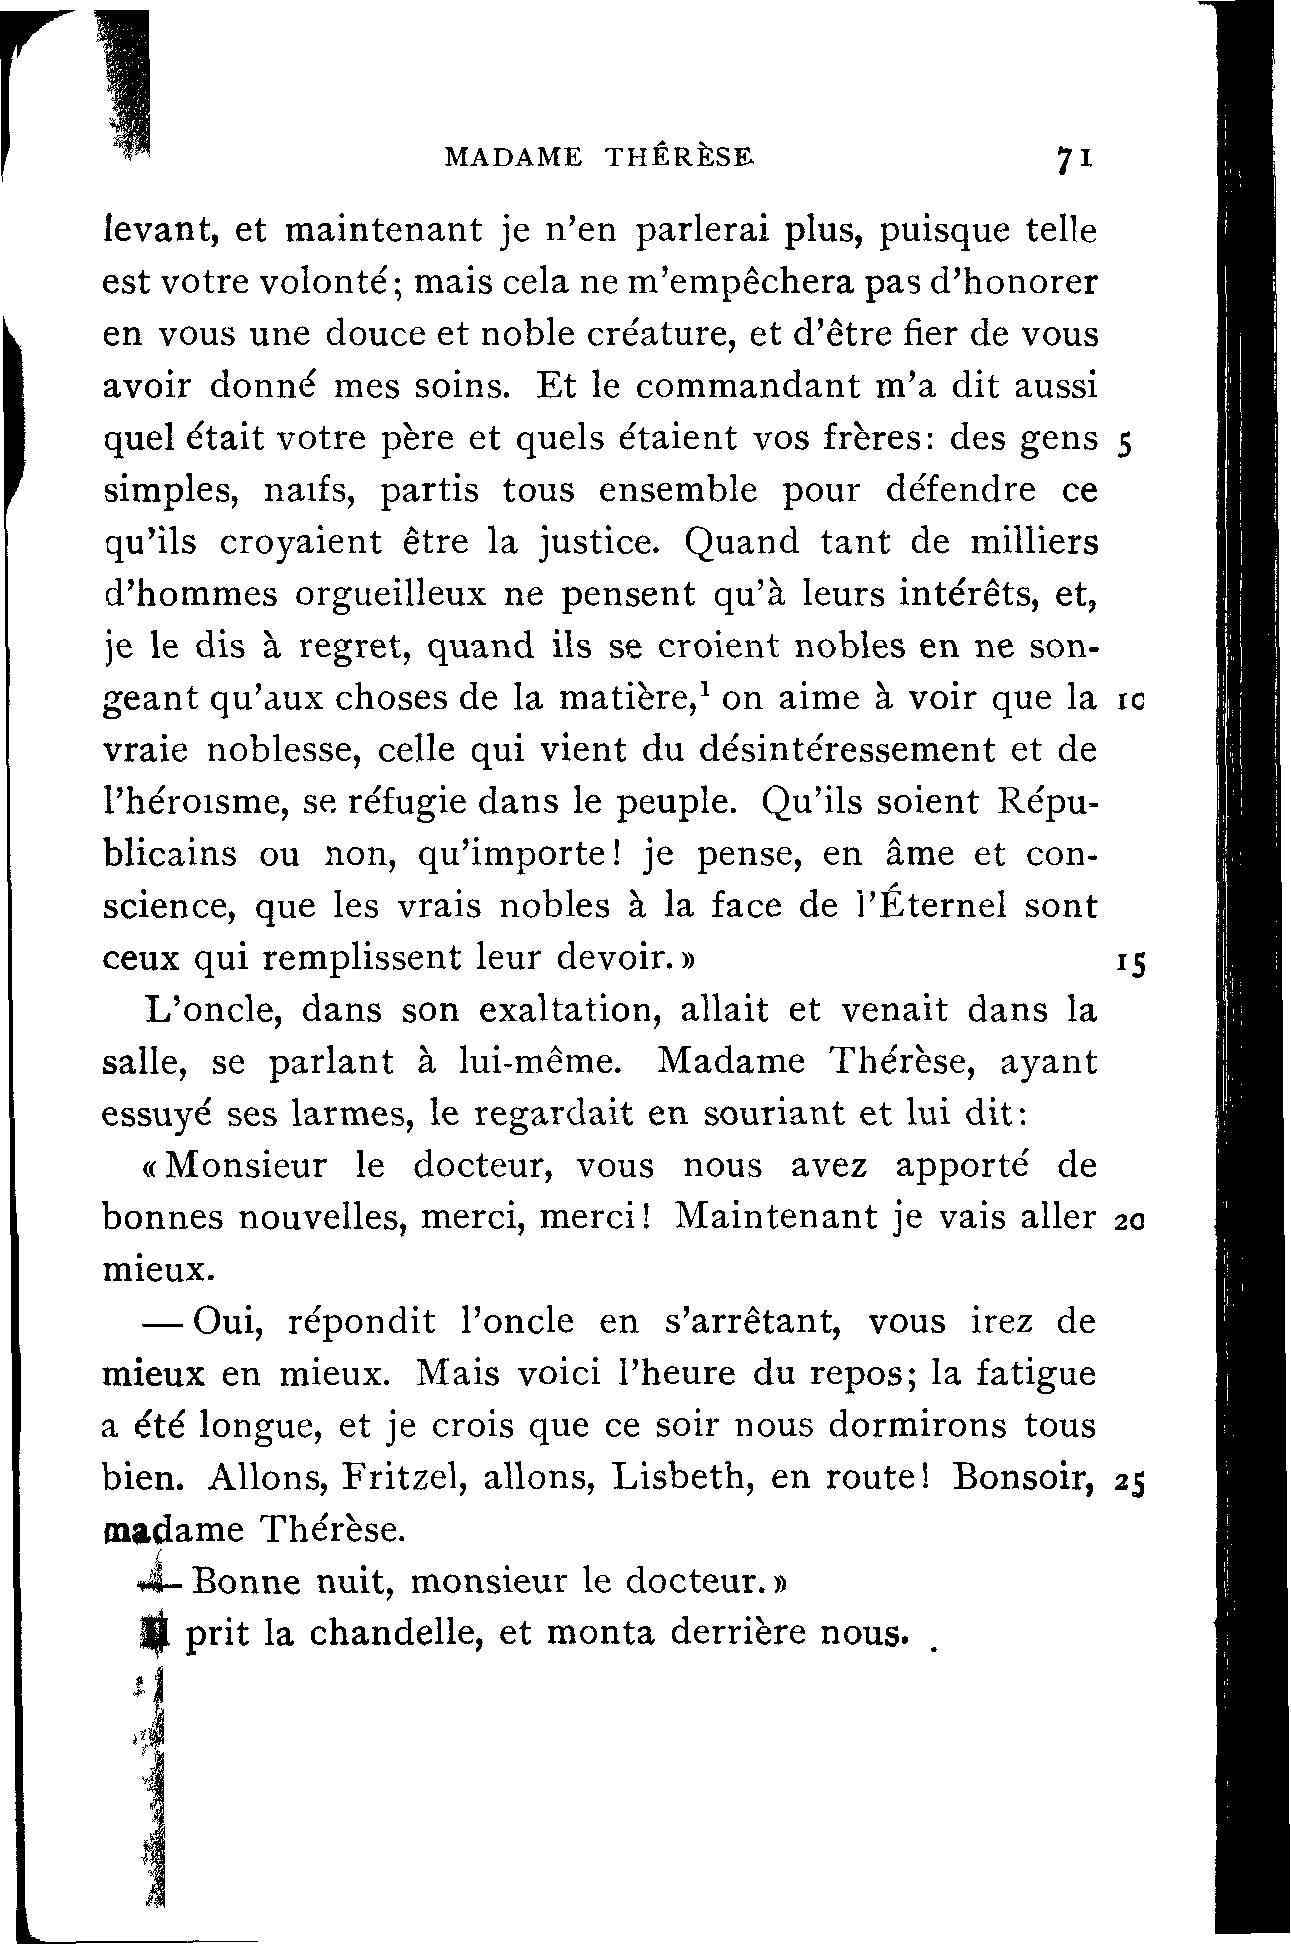 MADAME THÉRÈSE 71
levant, et maintenant je n'en parlerai plus, puisque telle
est votre volonté; mais cela ne m'empêchera pas d'honorer
en vous une douce et noble créature, et d'être fier de vous
avoir donné mes soins. Et le commandant m'a dit aussi
quel était votre père et quels étaient vos frères: des gens 5
simples, naïfs, partis tous ensemble pour défendre ce
qu'ils croyaient être la justice. Quand tant de milliers
d'hommes orgueilleux ne pensent qu'à leurs intérêts, et,
je le dis à regret, quand ils se croient nobles en ne son-
geant qu'aux choses de la matière,¹ on aime à voir que la 10
vraie noblesse, celle qui vient du désintéressement et de
l'héroïsme, se réfugie dans le peuple. Qu'ils soient Répu-
blicains ou non, qu'importe! je pense, en âme et con-
science, que les vrais nobles à la face de l'Éternel sont
ceux qui remplissent leur devoir.» 15
L'oncle, dans son exaltation, allait et venait dans la
salle, se parlant à lui-même. Madame Thérèse, ayant
essuyé ses larmes, le regardait en souriant et lui dit:
«Monsieur le docteur, vous nous avez apporté de
bonnes nouvelles, merci, merci! Maintenant je vais aller 20
mieux.
— Oui, répondit l'oncle en s'arrêtant, vous irez de
mieux en mieux. Mais voici l'heure du repos; la fatigue
a été longue, et je crois que ce soir nous dormirons tous
bien. Allons, Fritzel, allons, Lisbeth, en route! Bonsoir, 25
madame Thérèse.
— Bonne nuit, monsieur le docteur.»
Il prit la chandelle, et monta derrière nous.